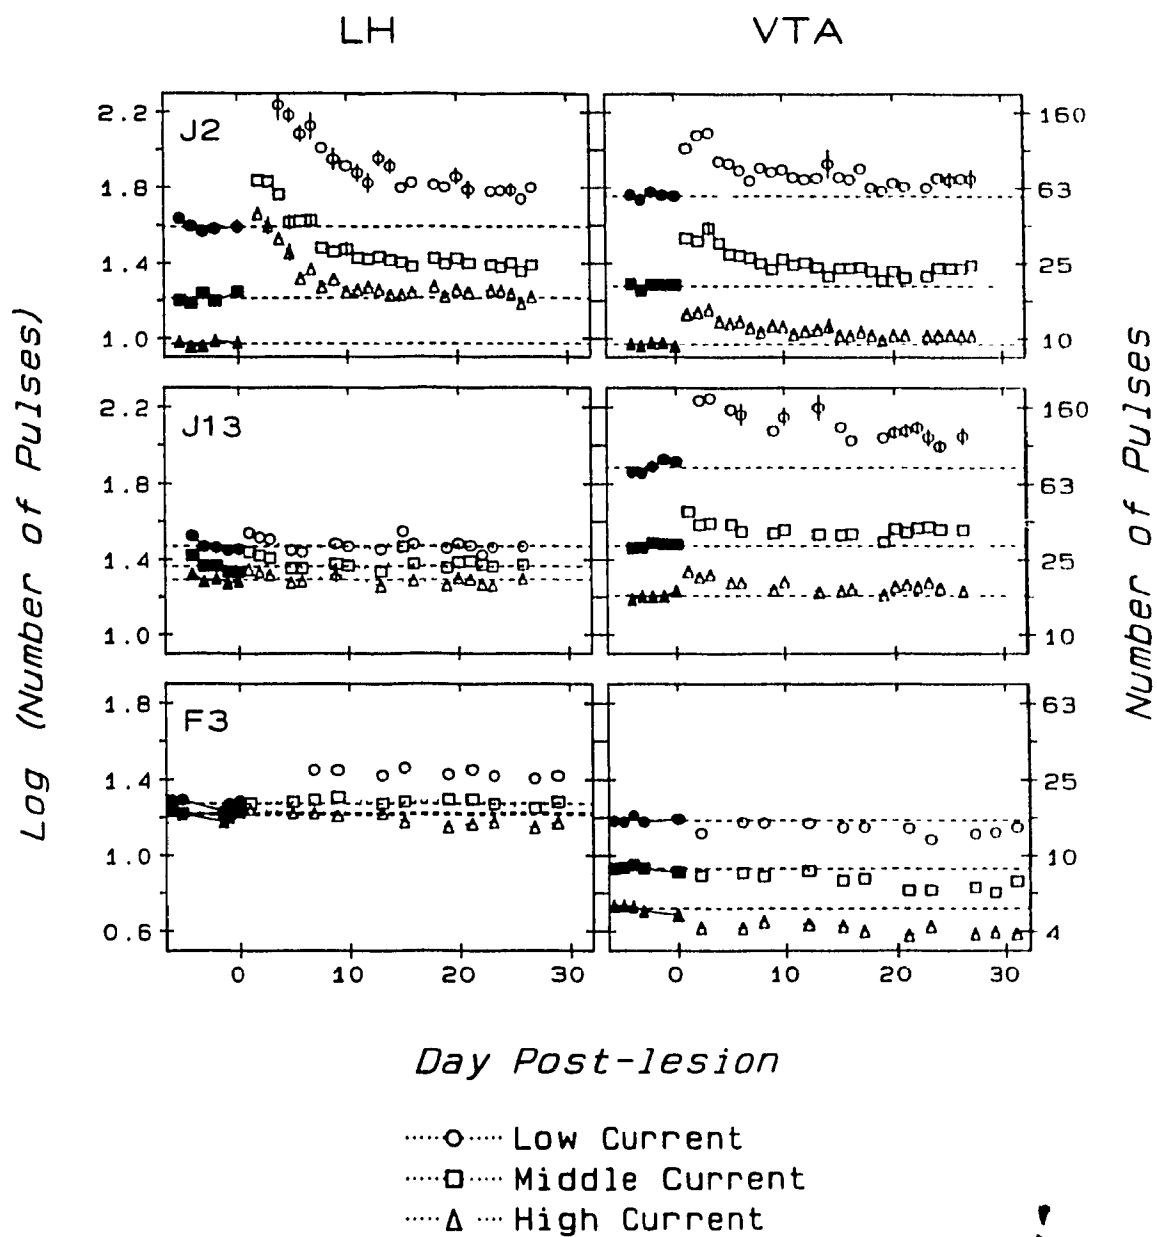 LH VTA
2.2
1.8
1.4
1.0
J2
160
63
25
10
2.2
1.8
1.4
1.0
J13
160
63
25
10
1.8
1.4
1.0
0.6
F3
63
25
10
4
0 10 20 30 0 10 20 30
Log (Number of Pulses)
Number of Pulses
Day Post-lesion
Low Current
Middle Current
High Current